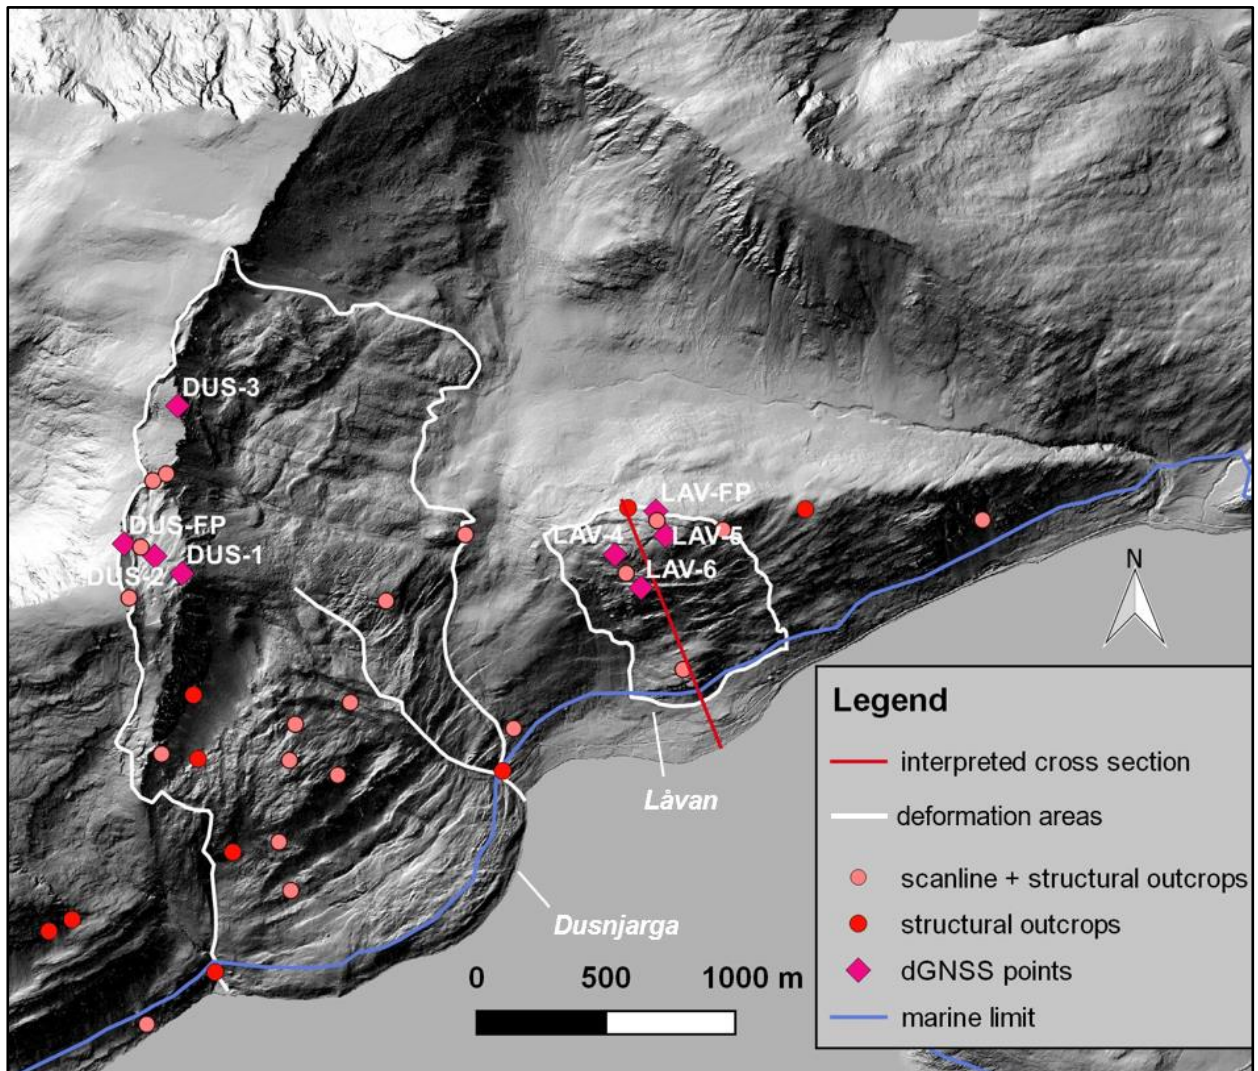 DUS-3
LAV-FP
DUS-FP
LAV-4
LAV-5
DUS-1
DUS-2
LAV-6
N
Låvan
Dusnjarga
0 500 1000 m
Legend
interpreted cross section
deformation areas
scanline + structural outcrops
structural outcrops
dGNSS points
marine limit